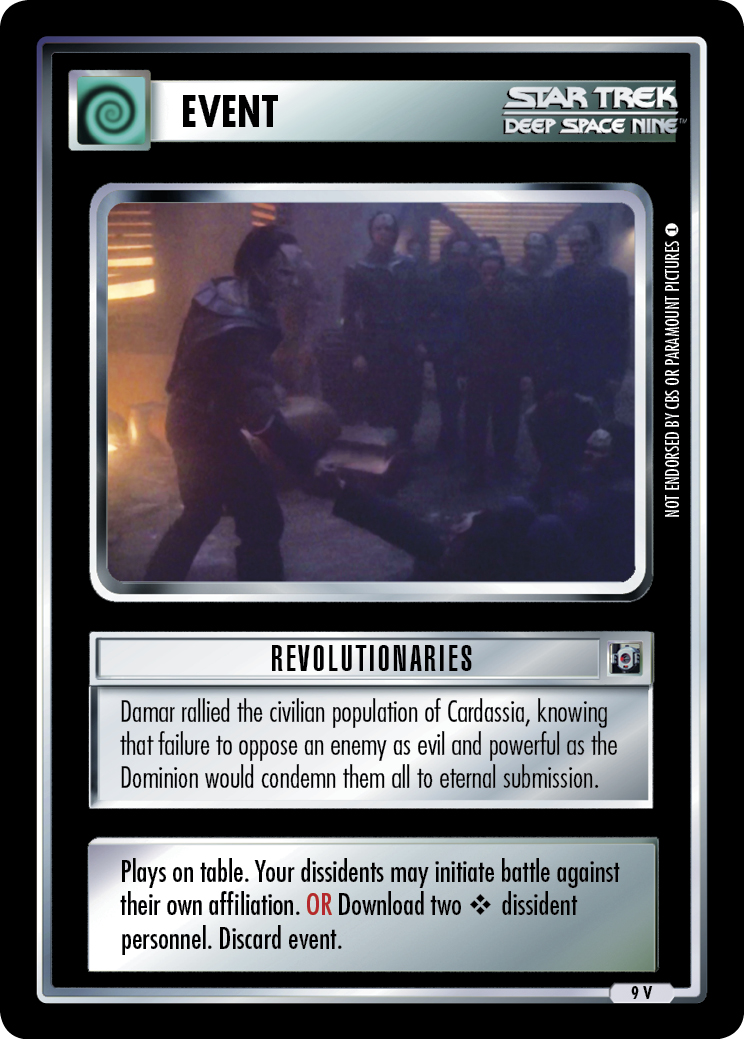 EVENT
STAR TREK
DEEP SPACE NINE™
NOT ENDORSED BY CBS OR PARAMOUNT PICTURES 1
REVOLUTIONARIES
Damar rallied the civilian population of Cardassia, knowing
that failure to oppose an enemy as evil and powerful as the
Dominion would condemn them all to eternal submission.
Plays on table. Your dissidents may initiate battle against
their own affiliation. OR Download two ❖ dissident
personnel. Discard event.
9 V